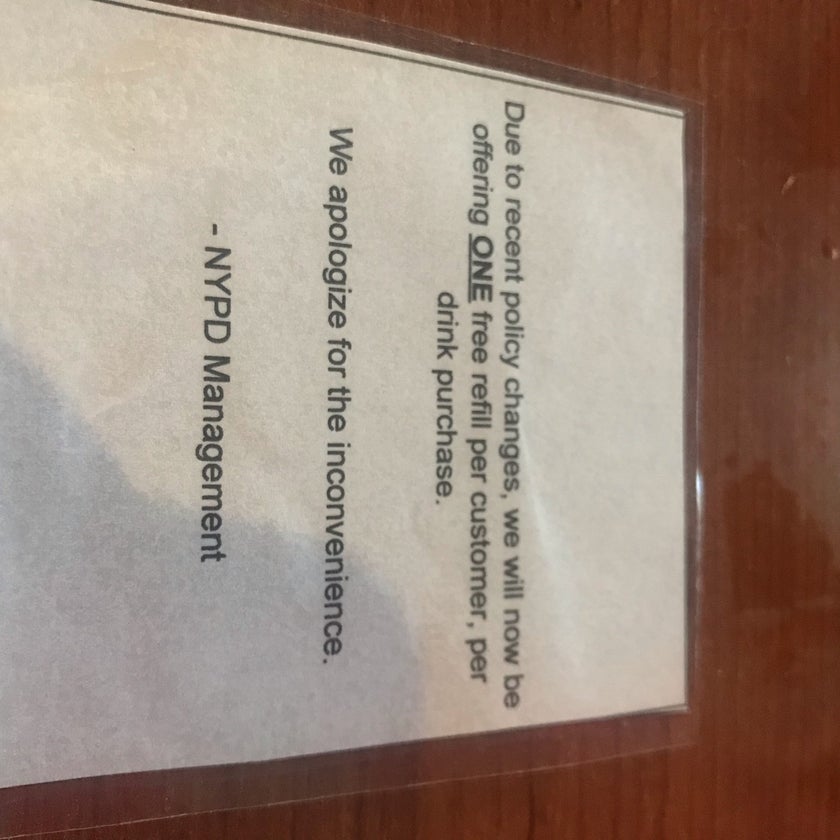 Due to recent policy changes, we will now be
offering ONE free refill per customer, per
drink purchase.
We apologize for the inconvenience.
- NYPD Management